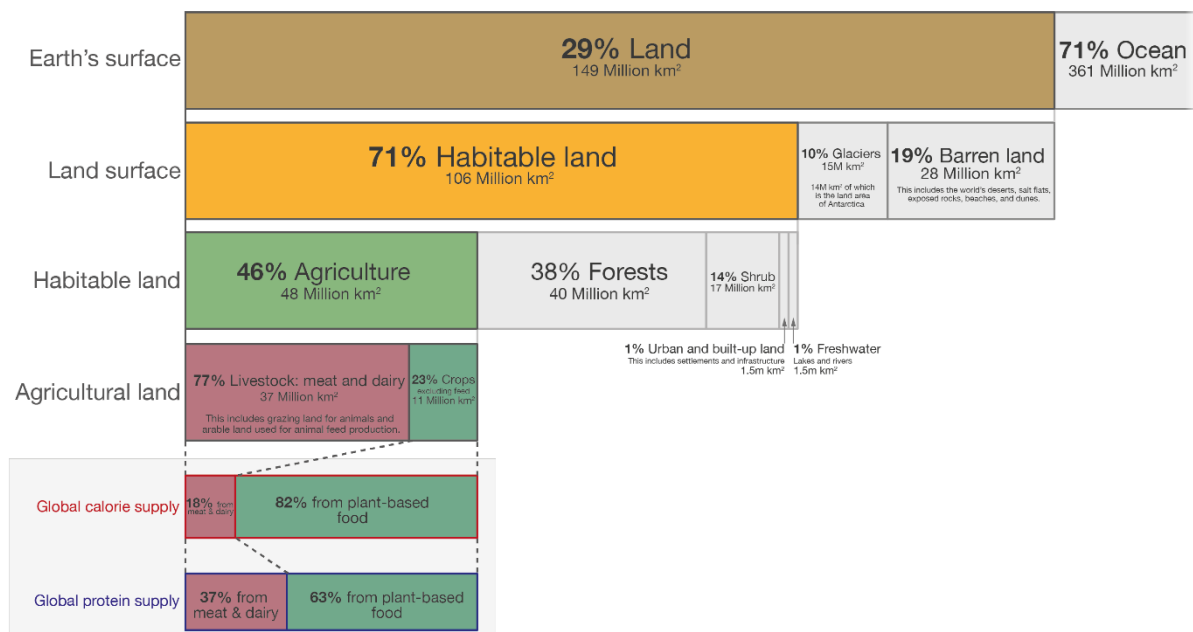 Earth's surface
29% Land
149 Million km²
71% Ocean
361 Million km²
Land surface
71% Habitable land
106 Million km²
10% Glaciers
15M km²
14M km² of which
is the land area
of Antarctica
19% Barren land
28 Million km²
This includes the world's deserts, salt flats,
exposed rocks, beaches, and dunes.
Habitable land
46% Agriculture
48 Million km²
38% Forests
40 Million km²
14% Shrub
17 Million km²
1% Urban and built-up land
This includes settlements and infrastructure
1.5m km²
1% Freshwater
Lakes and rivers
1.5m km²
Agricultural land
77% Livestock: meat and dairy
37 Million km²
This includes grazing land for animals and
arable land used for animal feed production.
23% Crops
excluding feed
11 Million km²
Global calorie supply
18% from
meat & dairy
82% from plant-based
food
Global protein supply
37% from
meat & dairy
63% from plant-based
food